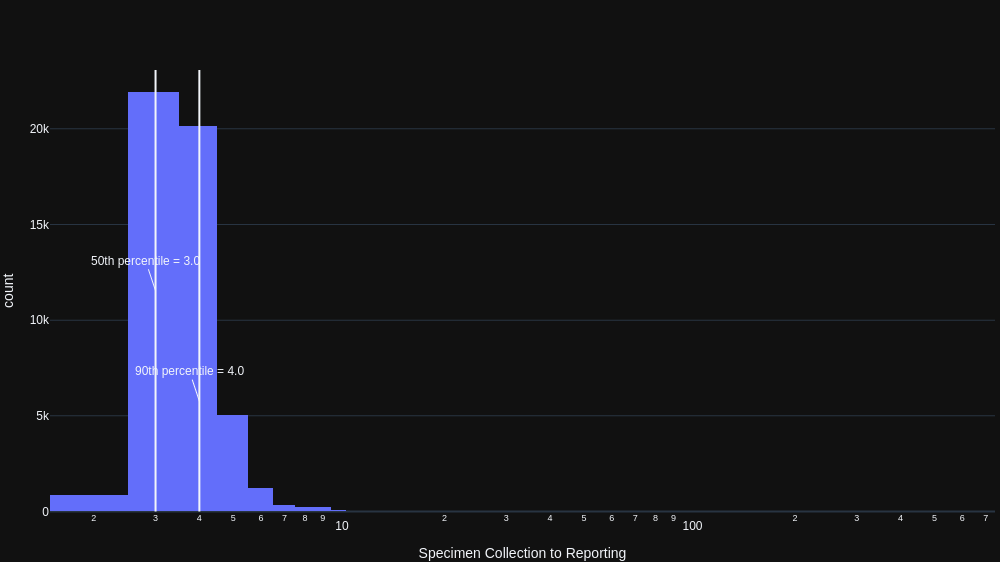 20k
15k
10k
5k
0
count
50th percentile = 3.0
90th percentile = 4.0
2 3 4 5 6 7 8 9 10 2 3 4 5 6 7 8 9 100 2 3 4 5 6 7
Specimen Collection to Reporting